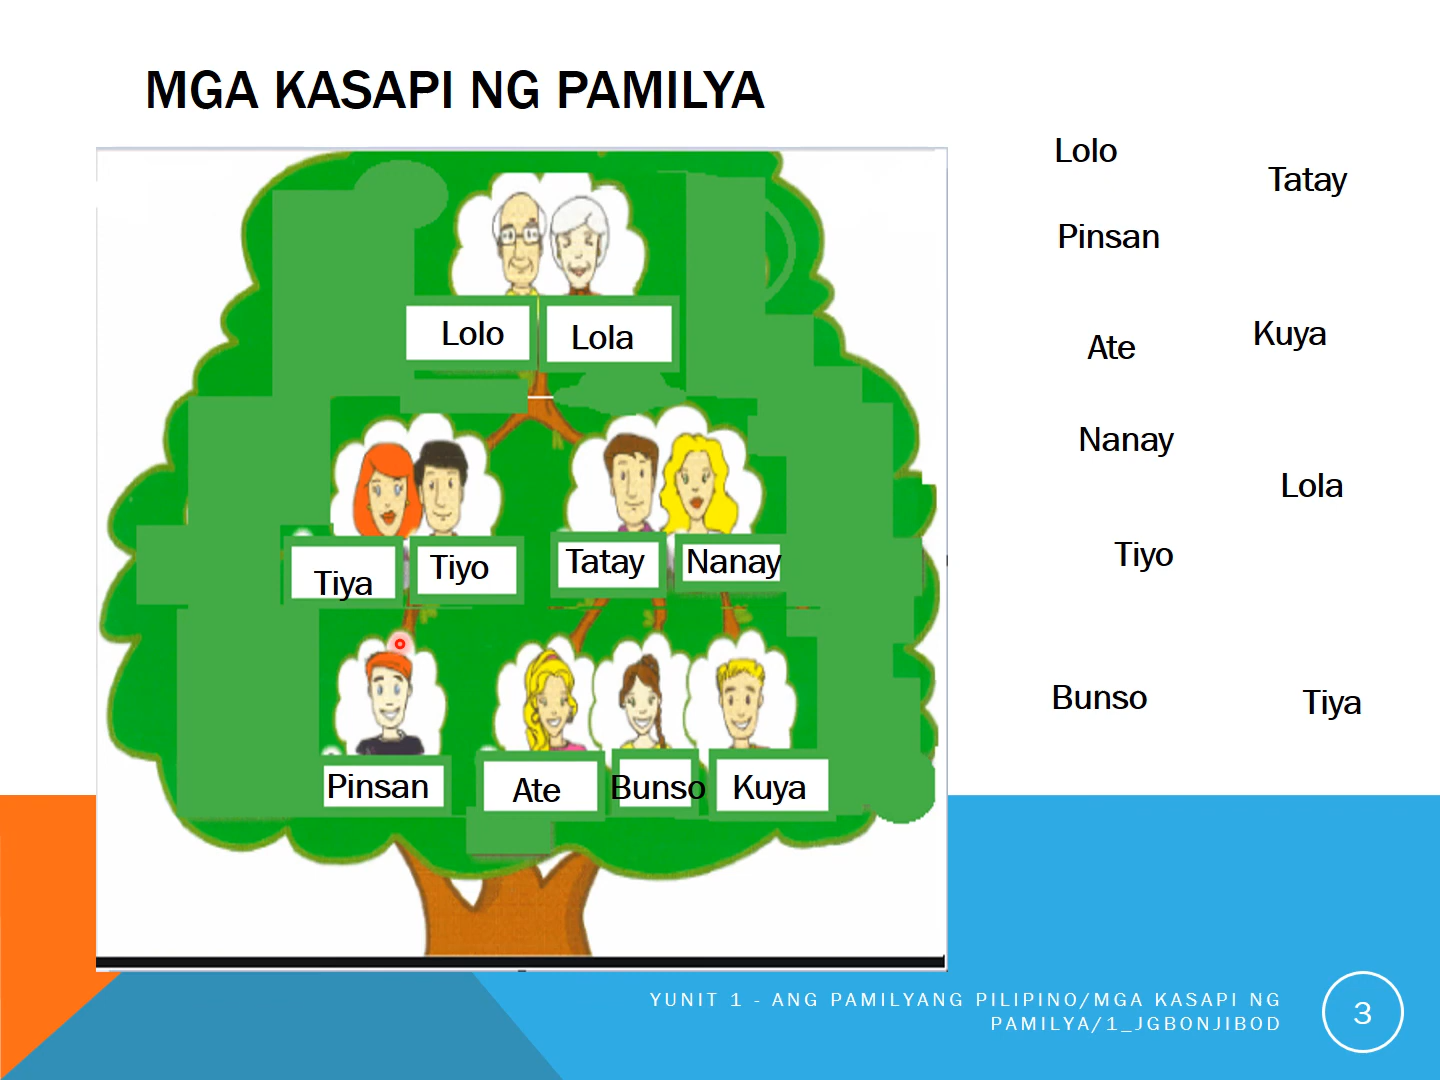 MGA KASAPI NG PAMILYA
Lolo
Lola
Tiya
Tiyo
Tatay
Nanay
Pinsan
Ate
Bunso
Kuya
Lolo
Tatay
Pinsan
Ate
Kuya
Nanay
Lola
Tiyo
Bunso
Tiya
YUNIT 1 - ANG PAMILYANG PILIPINO/MGA KASAPI NG
PAMILYA/1_JGBONJIBOD
3